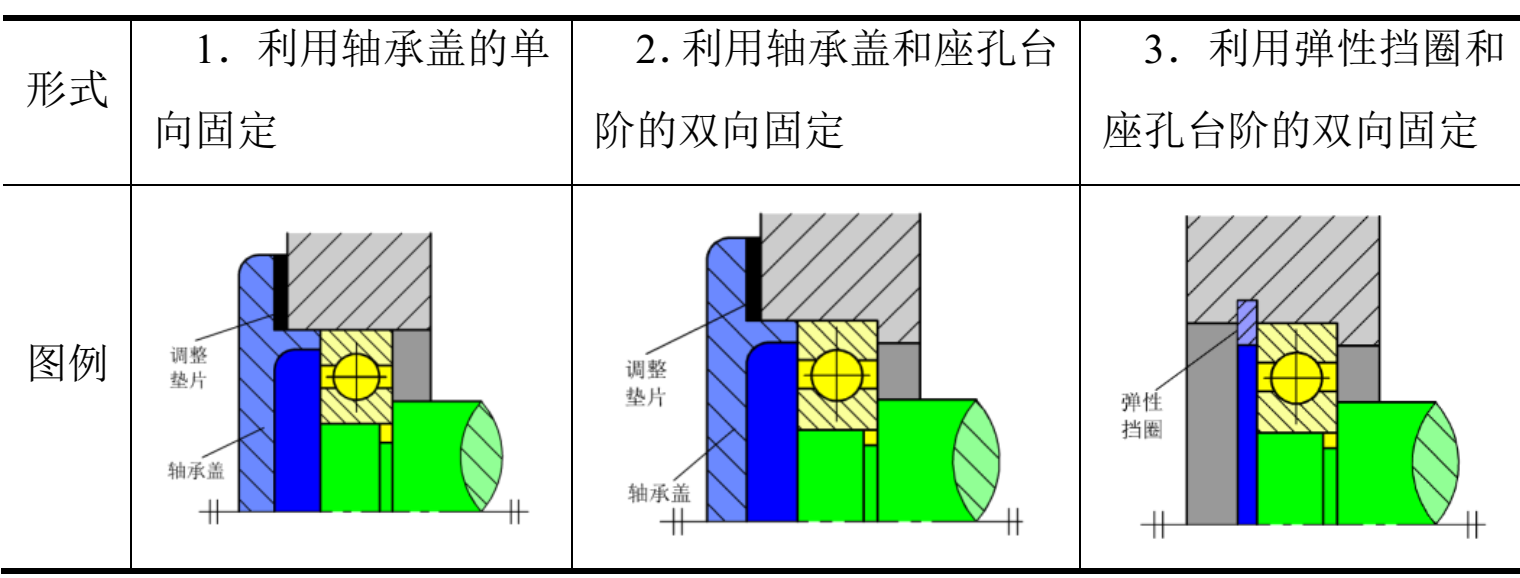 形式
1．利用轴承盖的单
向固定
2．利用轴承盖和座孔台
阶的双向固定
3．利用弹性挡圈和
座孔台阶的双向固定
图例
调整
垫片
轴承盖
调整
垫片
轴承盖
弹性
挡圈